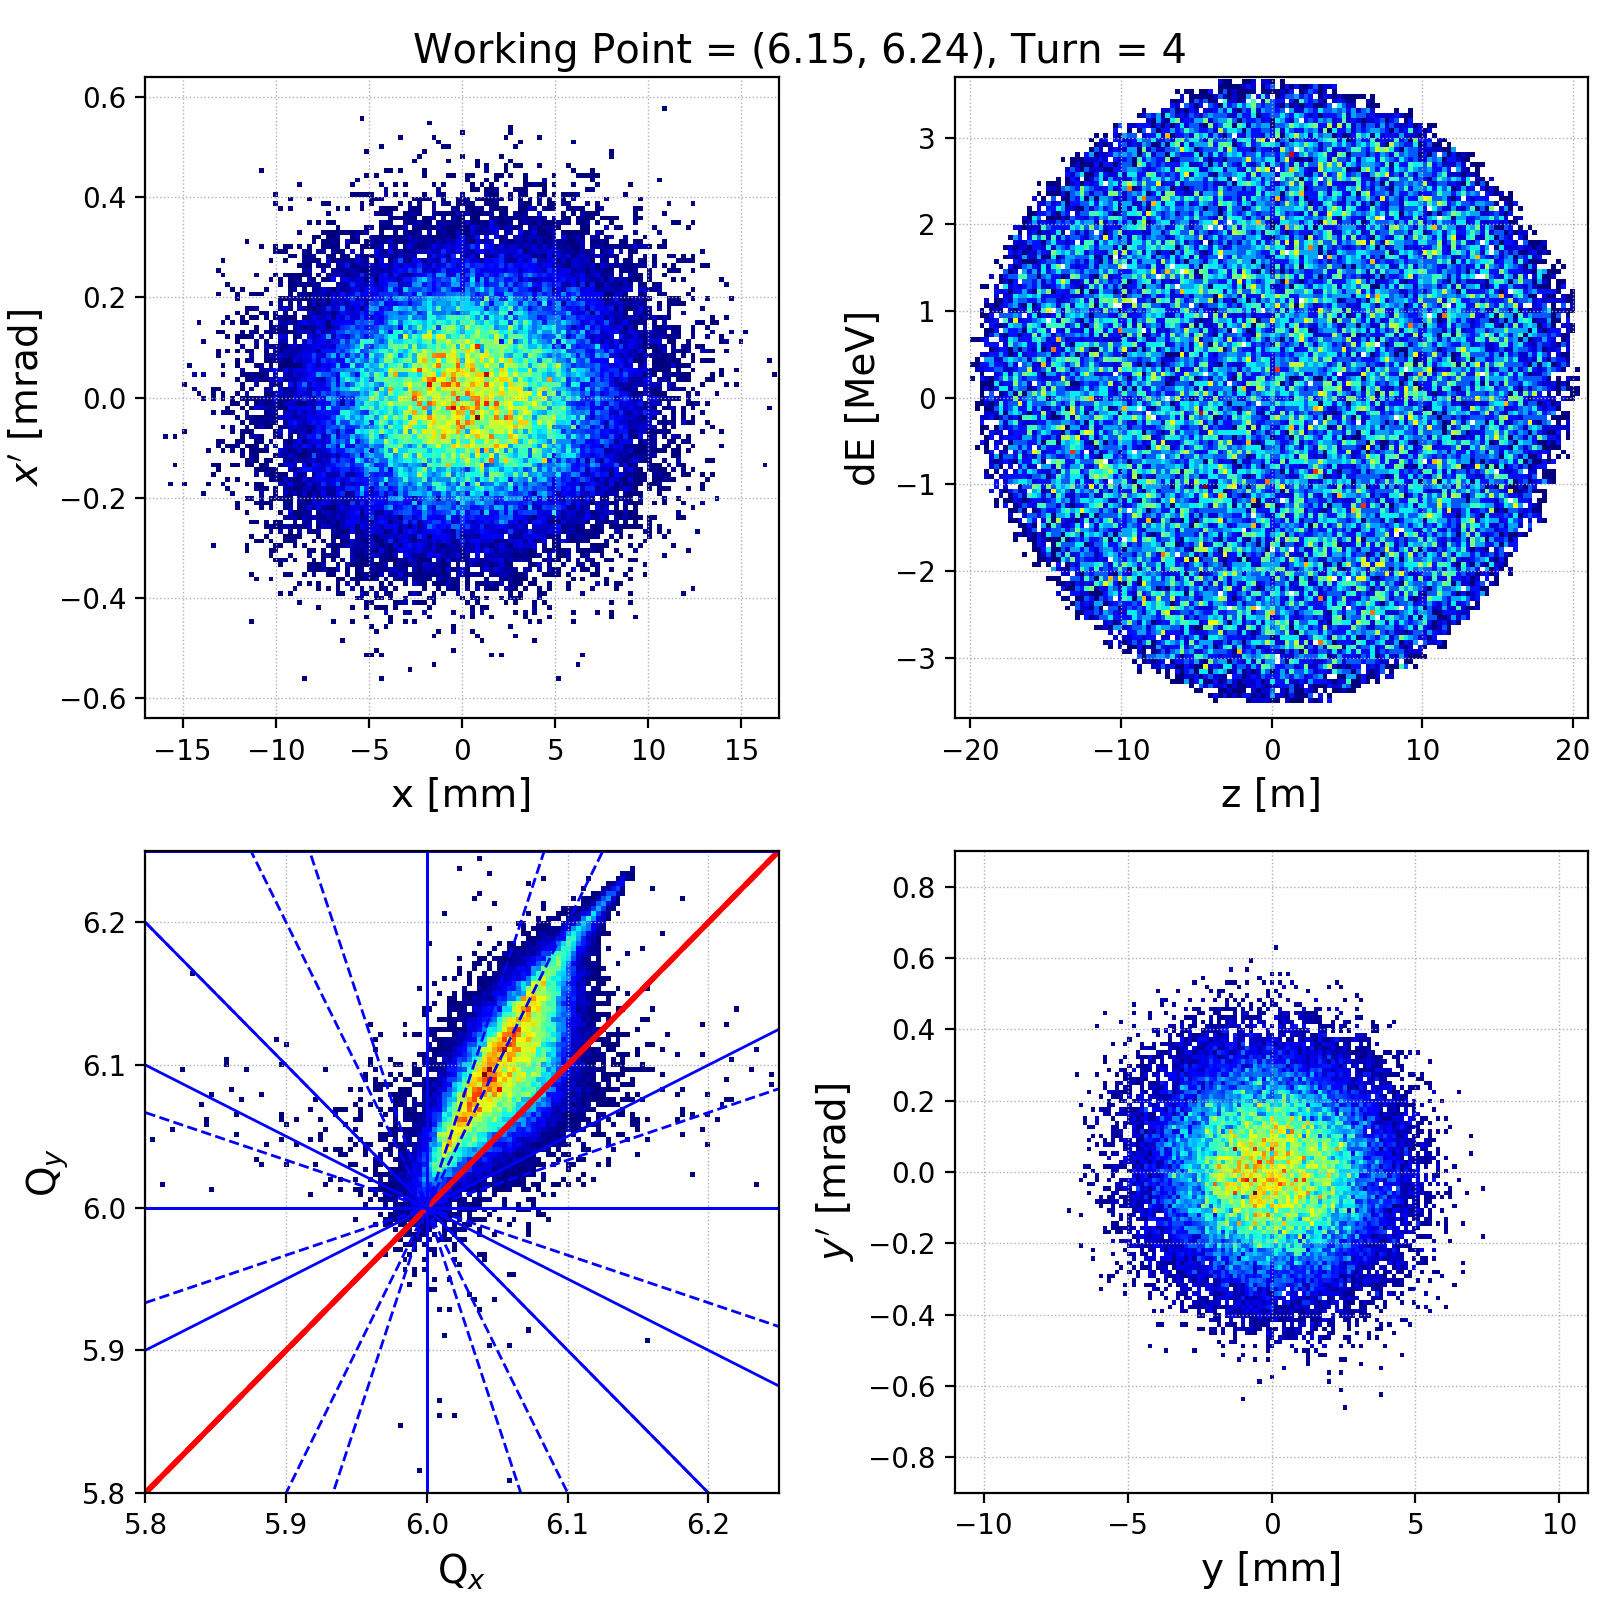 Working Point = (6.15, 6.24), Turn = 4
0.6
0.4
0.2
0.0
−0.2
−0.4
−0.6
x′ [mrad]
−15 −10 −5 0 5 10 15
x [mm]
3
2
1
0
−1
−2
−3
dE [MeV]
−20 −10 0 10 20
z [m]
6.2
6.1
6.0
5.9
5.8
Qy
5.8 5.9 6.0 6.1 6.2
Qx
0.8
0.6
0.4
0.2
0.0
−0.2
−0.4
−0.6
−0.8
y′ [mrad]
−10 −5 0 5 10
y [mm]